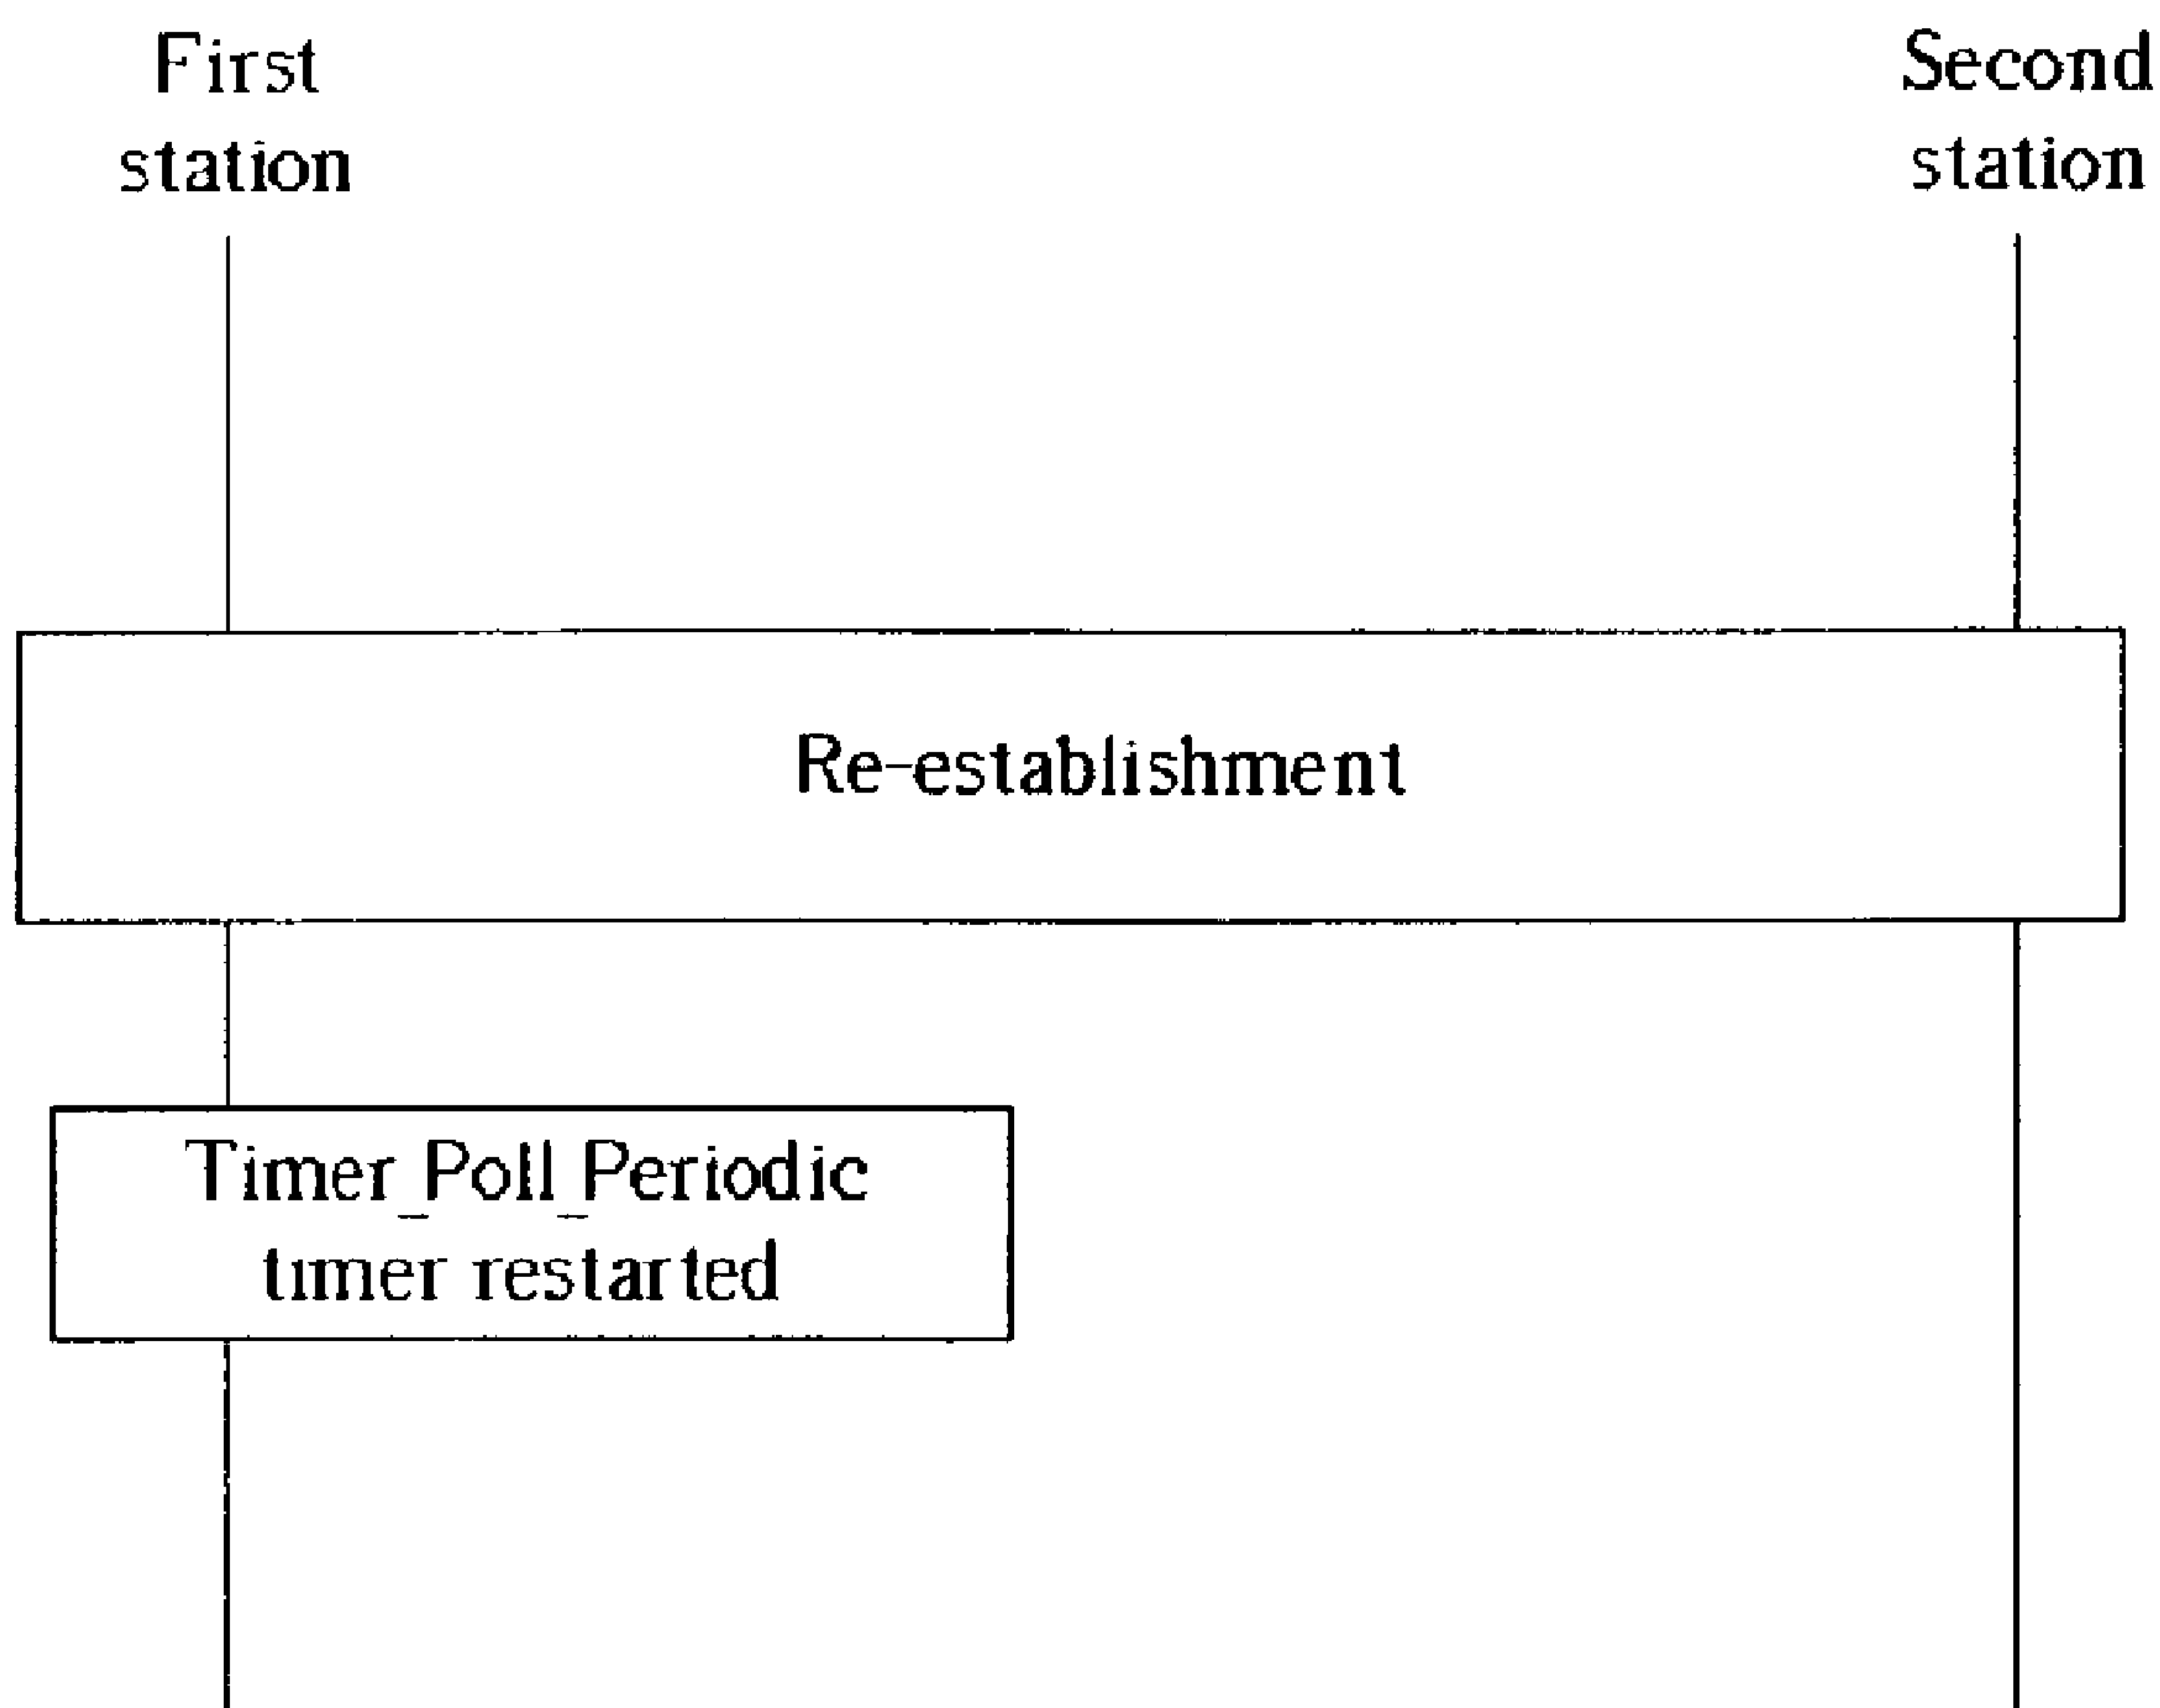 First
station
Second
station
Re-establishment
Timer_Poll_Periodic
timer restarted